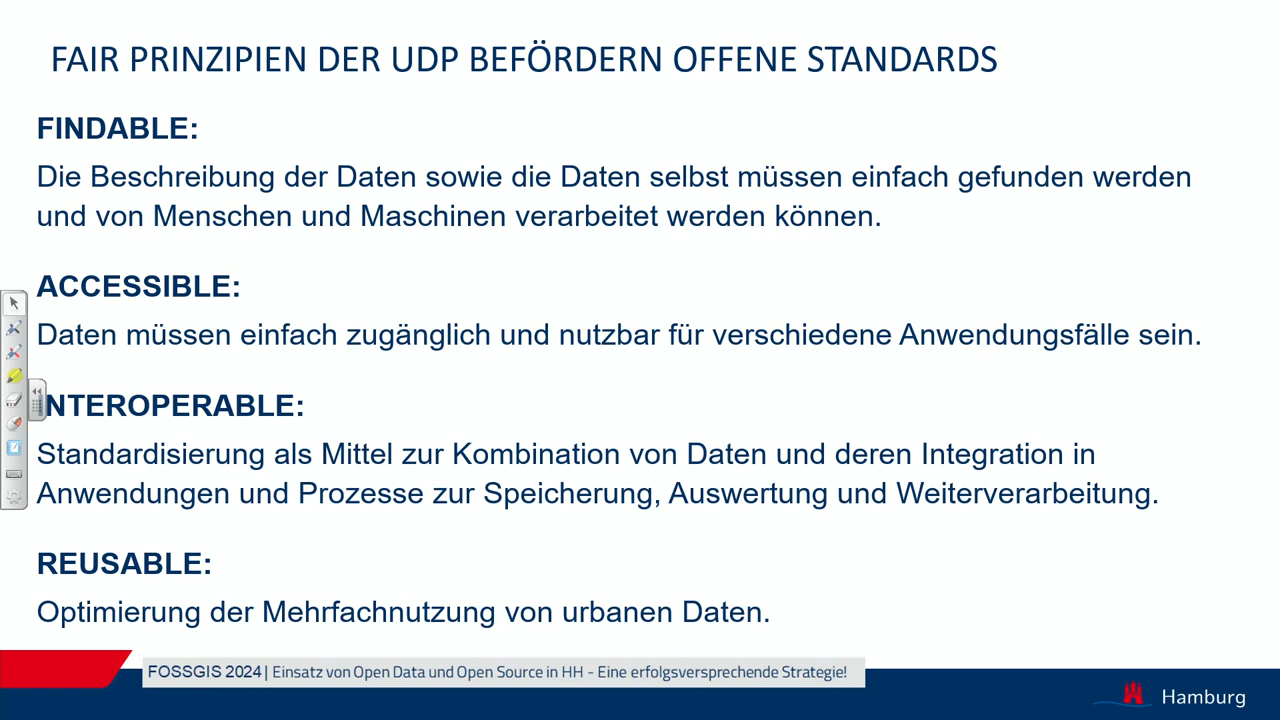 FAIR PRINZIPIEN DER UDP BEFÖRDERN OFFENE STANDARDS
FINDABLE:
Die Beschreibung der Daten sowie die Daten selbst müssen einfach gefunden werden
und von Menschen und Maschinen verarbeitet werden können.
ACCESSIBLE:
Daten müssen einfach zugänglich und nutzbar für verschiedene Anwendungsfälle sein.
INTEROPERABLE:
Standardisierung als Mittel zur Kombination von Daten und deren Integration in
Anwendungen und Prozesse zur Speicherung, Auswertung und Weiterverarbeitung.
REUSABLE:
Optimierung der Mehrfachnutzung von urbanen Daten.
FOSSGIS 2024 | Einsatz von Open Data und Open Source in HH - Eine erfolgsversprechende Strategie!
Hamburg